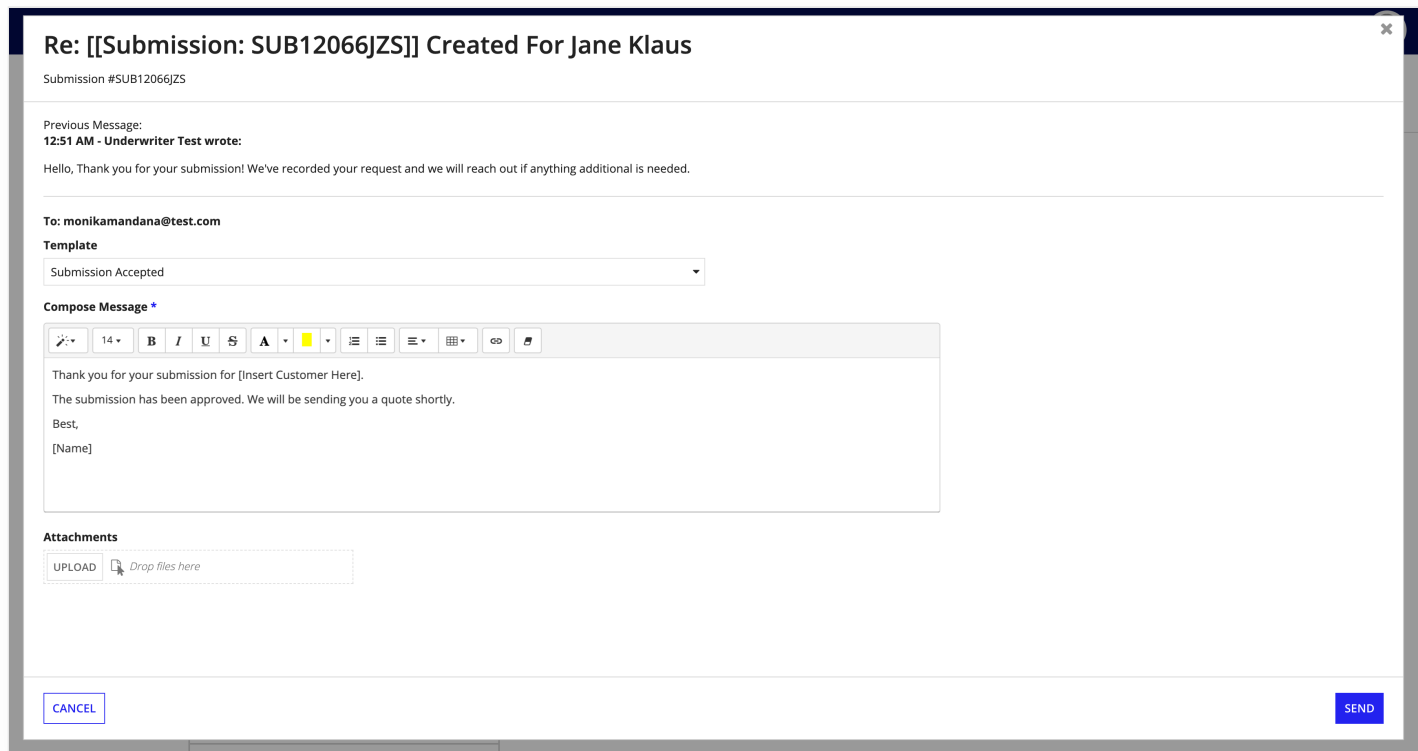 Re: [[Submission: SUB12066JZS]] Created For Jane Klaus
Submission #SUB12066JZS
Previous Message:
12:51 AM - Underwriter Test wrote:
Hello, Thank you for your submission! We've recorded your request and we will reach out if anything additional is needed.
To: monikamandana@test.com
Template
Submission Accepted
Compose Message *
14 B I U S A
Thank you for your submission for [Insert Customer Here].
The submission has been approved. We will be sending you a quote shortly.
Best,
[Name]
Attachments
UPLOAD Drop files here
CANCEL SEND